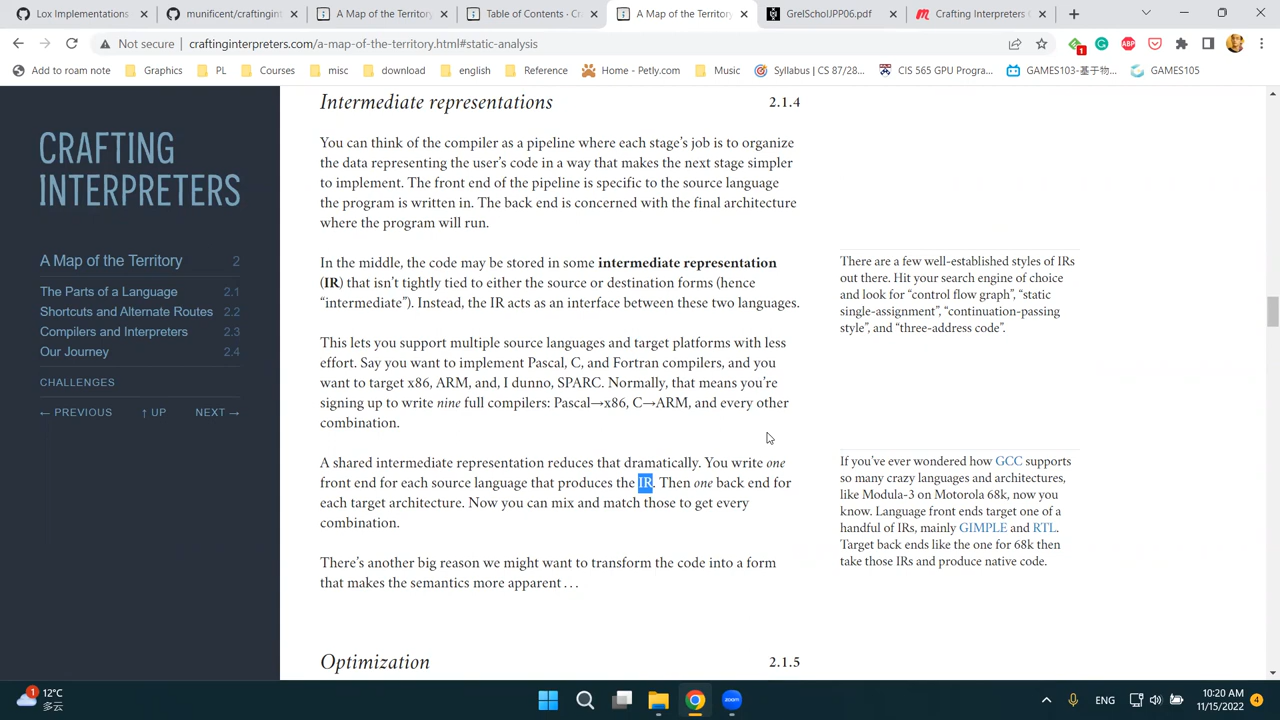 Lox Implementations
munificent/craftingint
A Map of the Territory
Table of Contents · Cr
A Map of the Territory
GrelScholJPP06.pdf
Crafting Interpreters
Not secure
craftinginterpreters.com/a-map-of-the-territory.html#static-analysis
1
ABP
Add to roam note
Graphics
PL
Courses
misc
download
english
Reference
Home - Petly.com
Music
Syllabus | CS 87/28...
CIS 565 GPU Progra...
GAMES103-基于物...
GAMES105
CRAFTING
INTERPRETERS
A Map of the Territory 2
The Parts of a Language 2.1
Shortcuts and Alternate Routes 2.2
Compilers and Interpreters 2.3
Our Journey 2.4
CHALLENGES
← PREVIOUS ↑ UP NEXT →
Intermediate representations 2.1.4
You can think of the compiler as a pipeline where each stage’s job is to organize
the data representing the user’s code in a way that makes the next stage simpler
to implement. The front end of the pipeline is specific to the source language
the program is written in. The back end is concerned with the final architecture
where the program will run.
In the middle, the code may be stored in some intermediate representation
(IR) that isn’t tightly tied to either the source or destination forms (hence
“intermediate”). Instead, the IR acts as an interface between these two languages.
This lets you support multiple source languages and target platforms with less
effort. Say you want to implement Pascal, C, and Fortran compilers, and you
want to target x86, ARM, and, I dunno, SPARC. Normally, that means you’re
signing up to write nine full compilers: Pascal→x86, C→ARM, and every other
combination.
A shared intermediate representation reduces that dramatically. You write one
front end for each source language that produces the IR. Then one back end for
each target architecture. Now you can mix and match those to get every
combination.
There’s another big reason we might want to transform the code into a form
that makes the semantics more apparent . . .
Optimization 2.1.5
There are a few well-established styles of IRs
out there. Hit your search engine of choice
and look for “control flow graph”, “static
single-assignment”, “continuation-passing
style”, and “three-address code”.
If you’ve ever wondered how GCC supports
so many crazy languages and architectures,
like Modula-3 on Motorola 68k, now you
know. Language front ends target one of a
handful of IRs, mainly GIMPLE and RTL.
Target back ends like the one for 68k then
take those IRs and produce native code.
1
12°C
多云
zoom
ENG
10:20 AM
11/15/2022
4